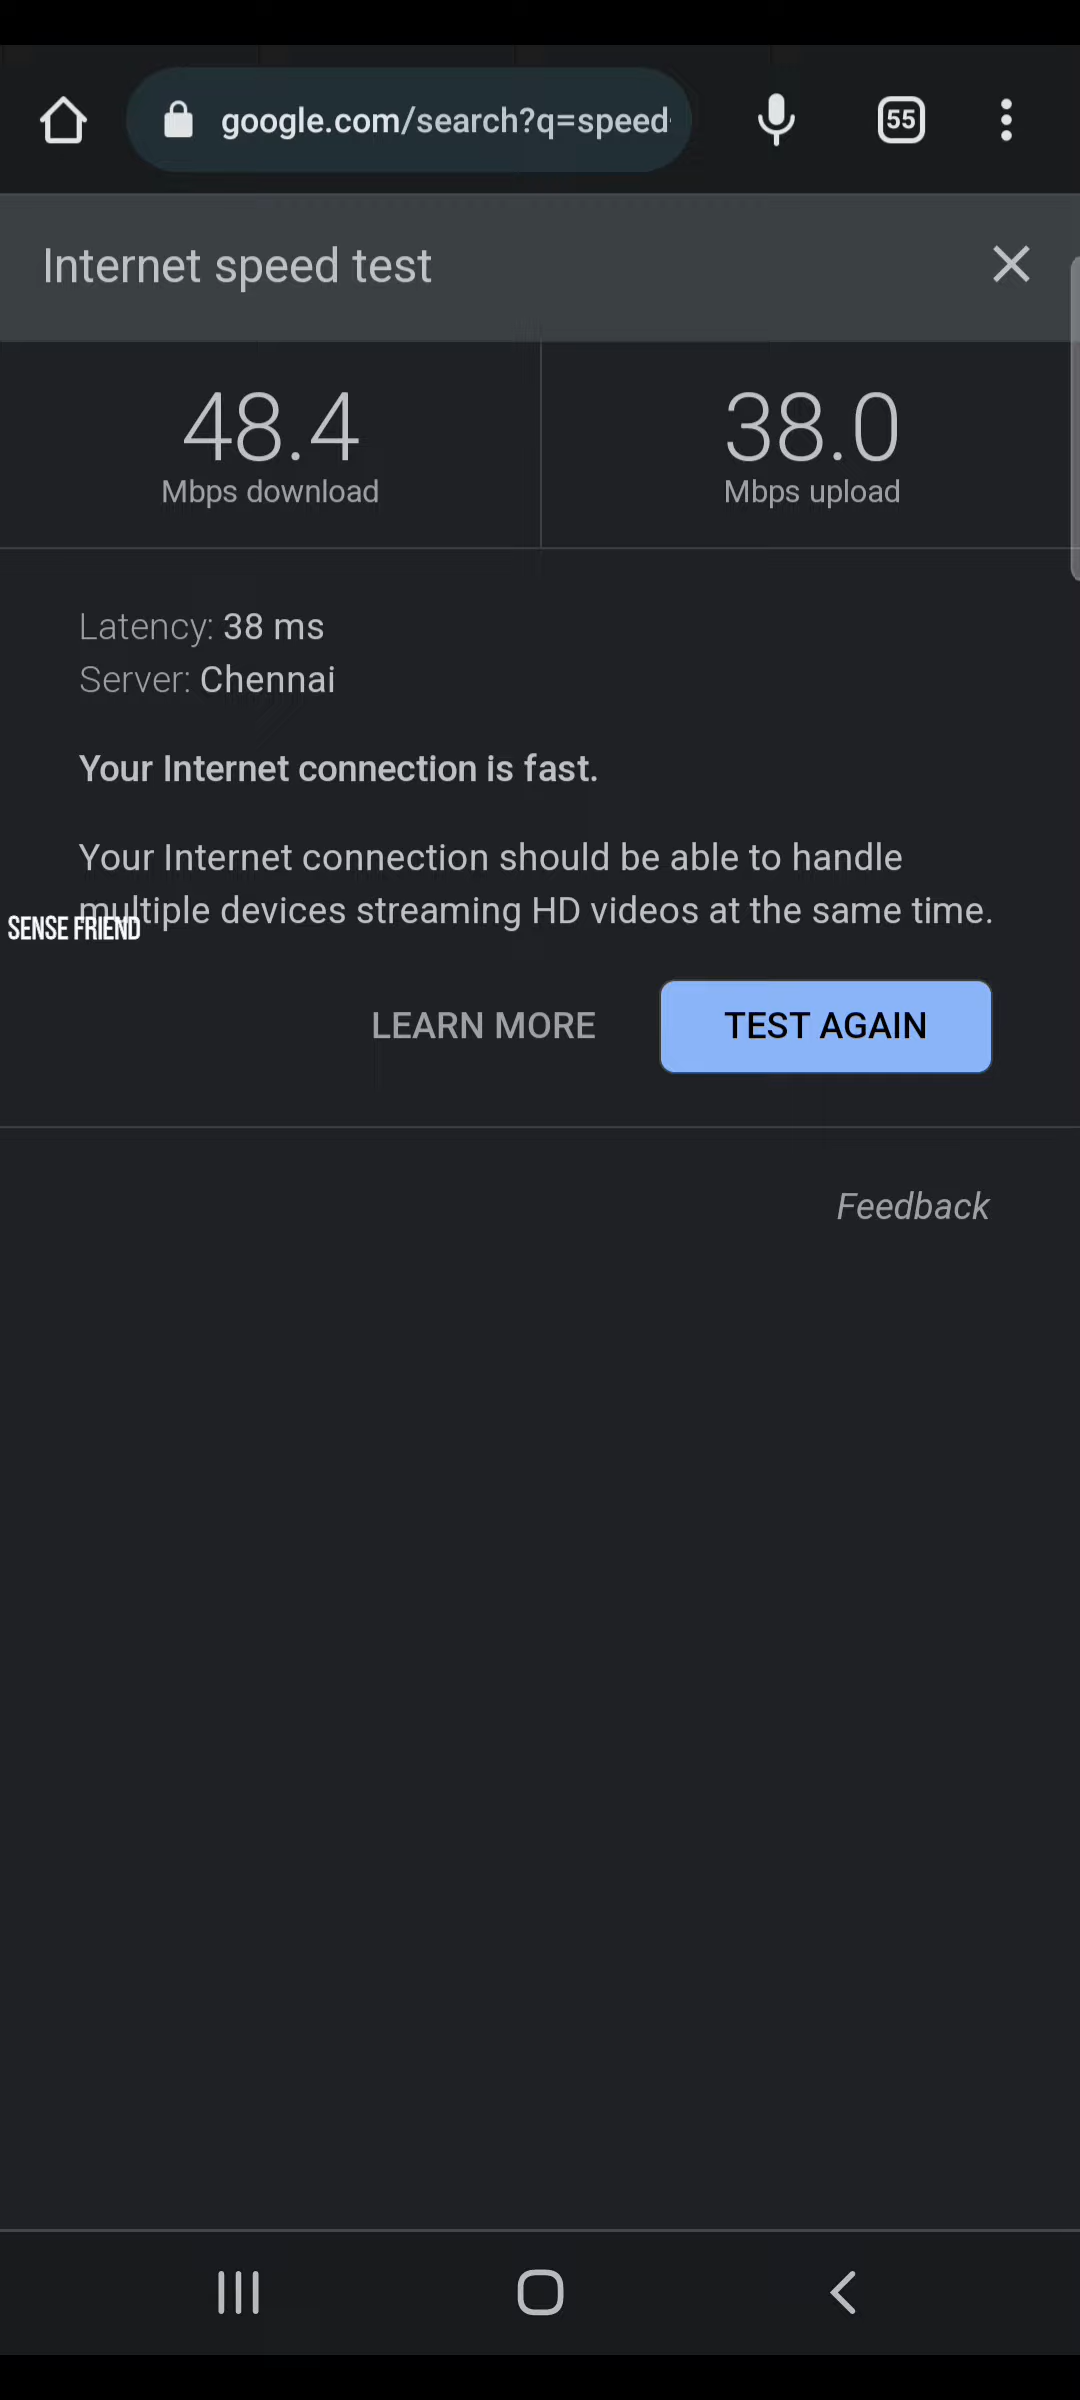 google.com/search?q=speed
55
Internet speed test
48.4
Mbps download
38.0
Mbps upload
Latency: 38 ms
Server: Chennai
Your Internet connection is fast.
Your Internet connection should be able to handle
multiple devices streaming HD videos at the same time.
SENSE FRIEND
LEARN MORE
TEST AGAIN
Feedback